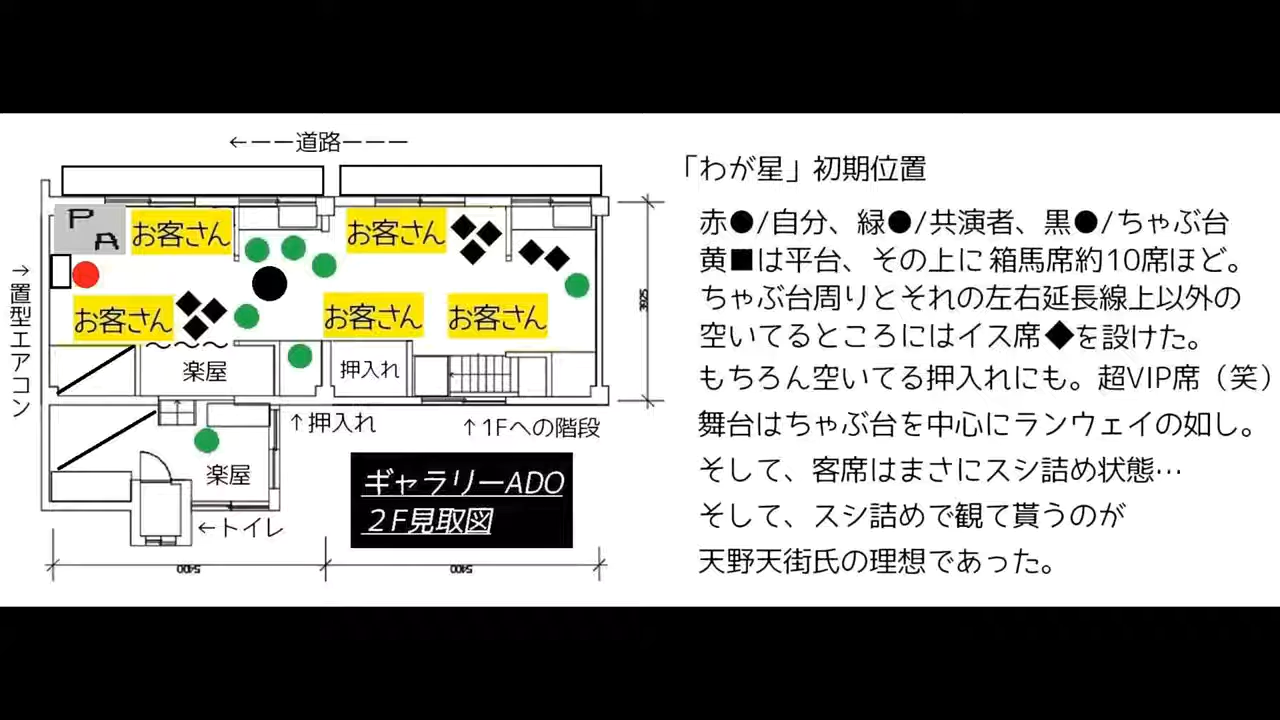 ←ーー道路ーーー
PA
お客さん
お客さん
→置型エアコン
お客さん
お客さん
お客さん
楽屋
押入れ
↑押入れ
↑1Fへの階段
楽屋
←トイレ
ギャラリーADO
２F見取図
5400
5400
「わが星」初期位置
赤●/自分、緑●/共演者、黒●/ちゃぶ台
黄■は平台、その上に箱馬席約10席ほど。
ちゃぶ台周りとそれの左右延長線上以外の
空いてるところにはイス席◆を設けた。
もちろん空いてる押入れにも。超VIP席（笑）
舞台はちゃぶ台を中心にランウェイの如し。
そして、客席はまさにスシ詰め状態…
そして、スシ詰めで観て貰うのが
天野天街氏の理想であった。